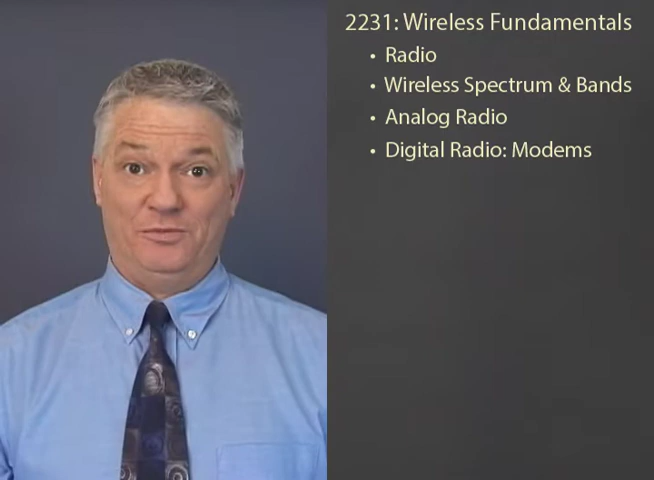 2231: Wireless Fundamentals
• Radio
• Wireless Spectrum & Bands
• Analog Radio
• Digital Radio: Modems